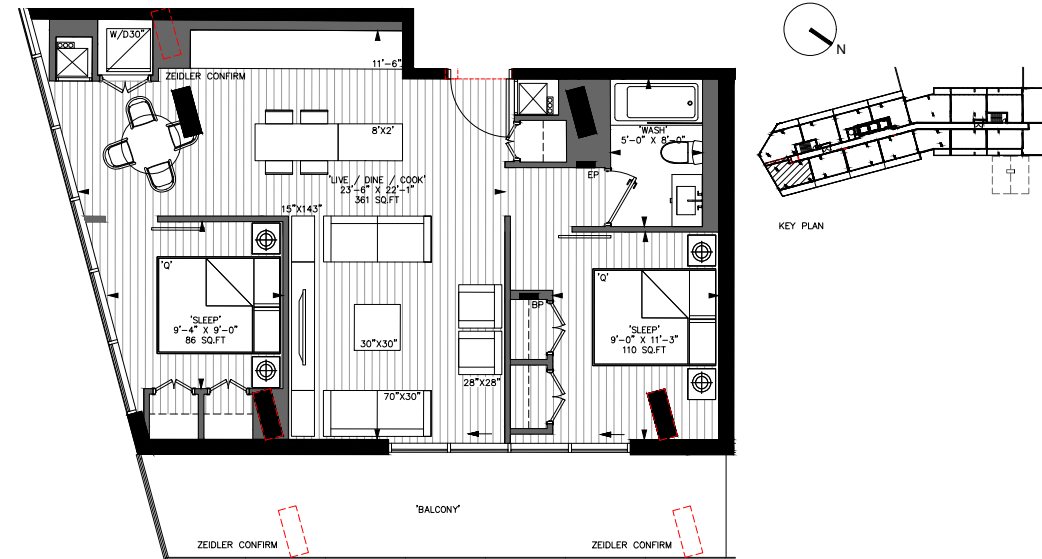 W/D30"
11'-6"
ZEIDLER CONFIRM
N
8'X2'
'WASH'
5'-0" X 8'-0"
'LIVE / DINE / COOK'
23'-6" X 22'-1"
361 SQ.FT
EP
15"X143"
KEY PLAN
'Q'
'Q'
'SLEEP'
9'-4" X 9'-0"
86 SQ.FT
BP
'SLEEP'
9'-0" X 11'-3"
110 SQ.FT
30"X30"
28"X28"
70"X30"
'BALCONY'
ZEIDLER CONFIRM
ZEIDLER CONFIRM